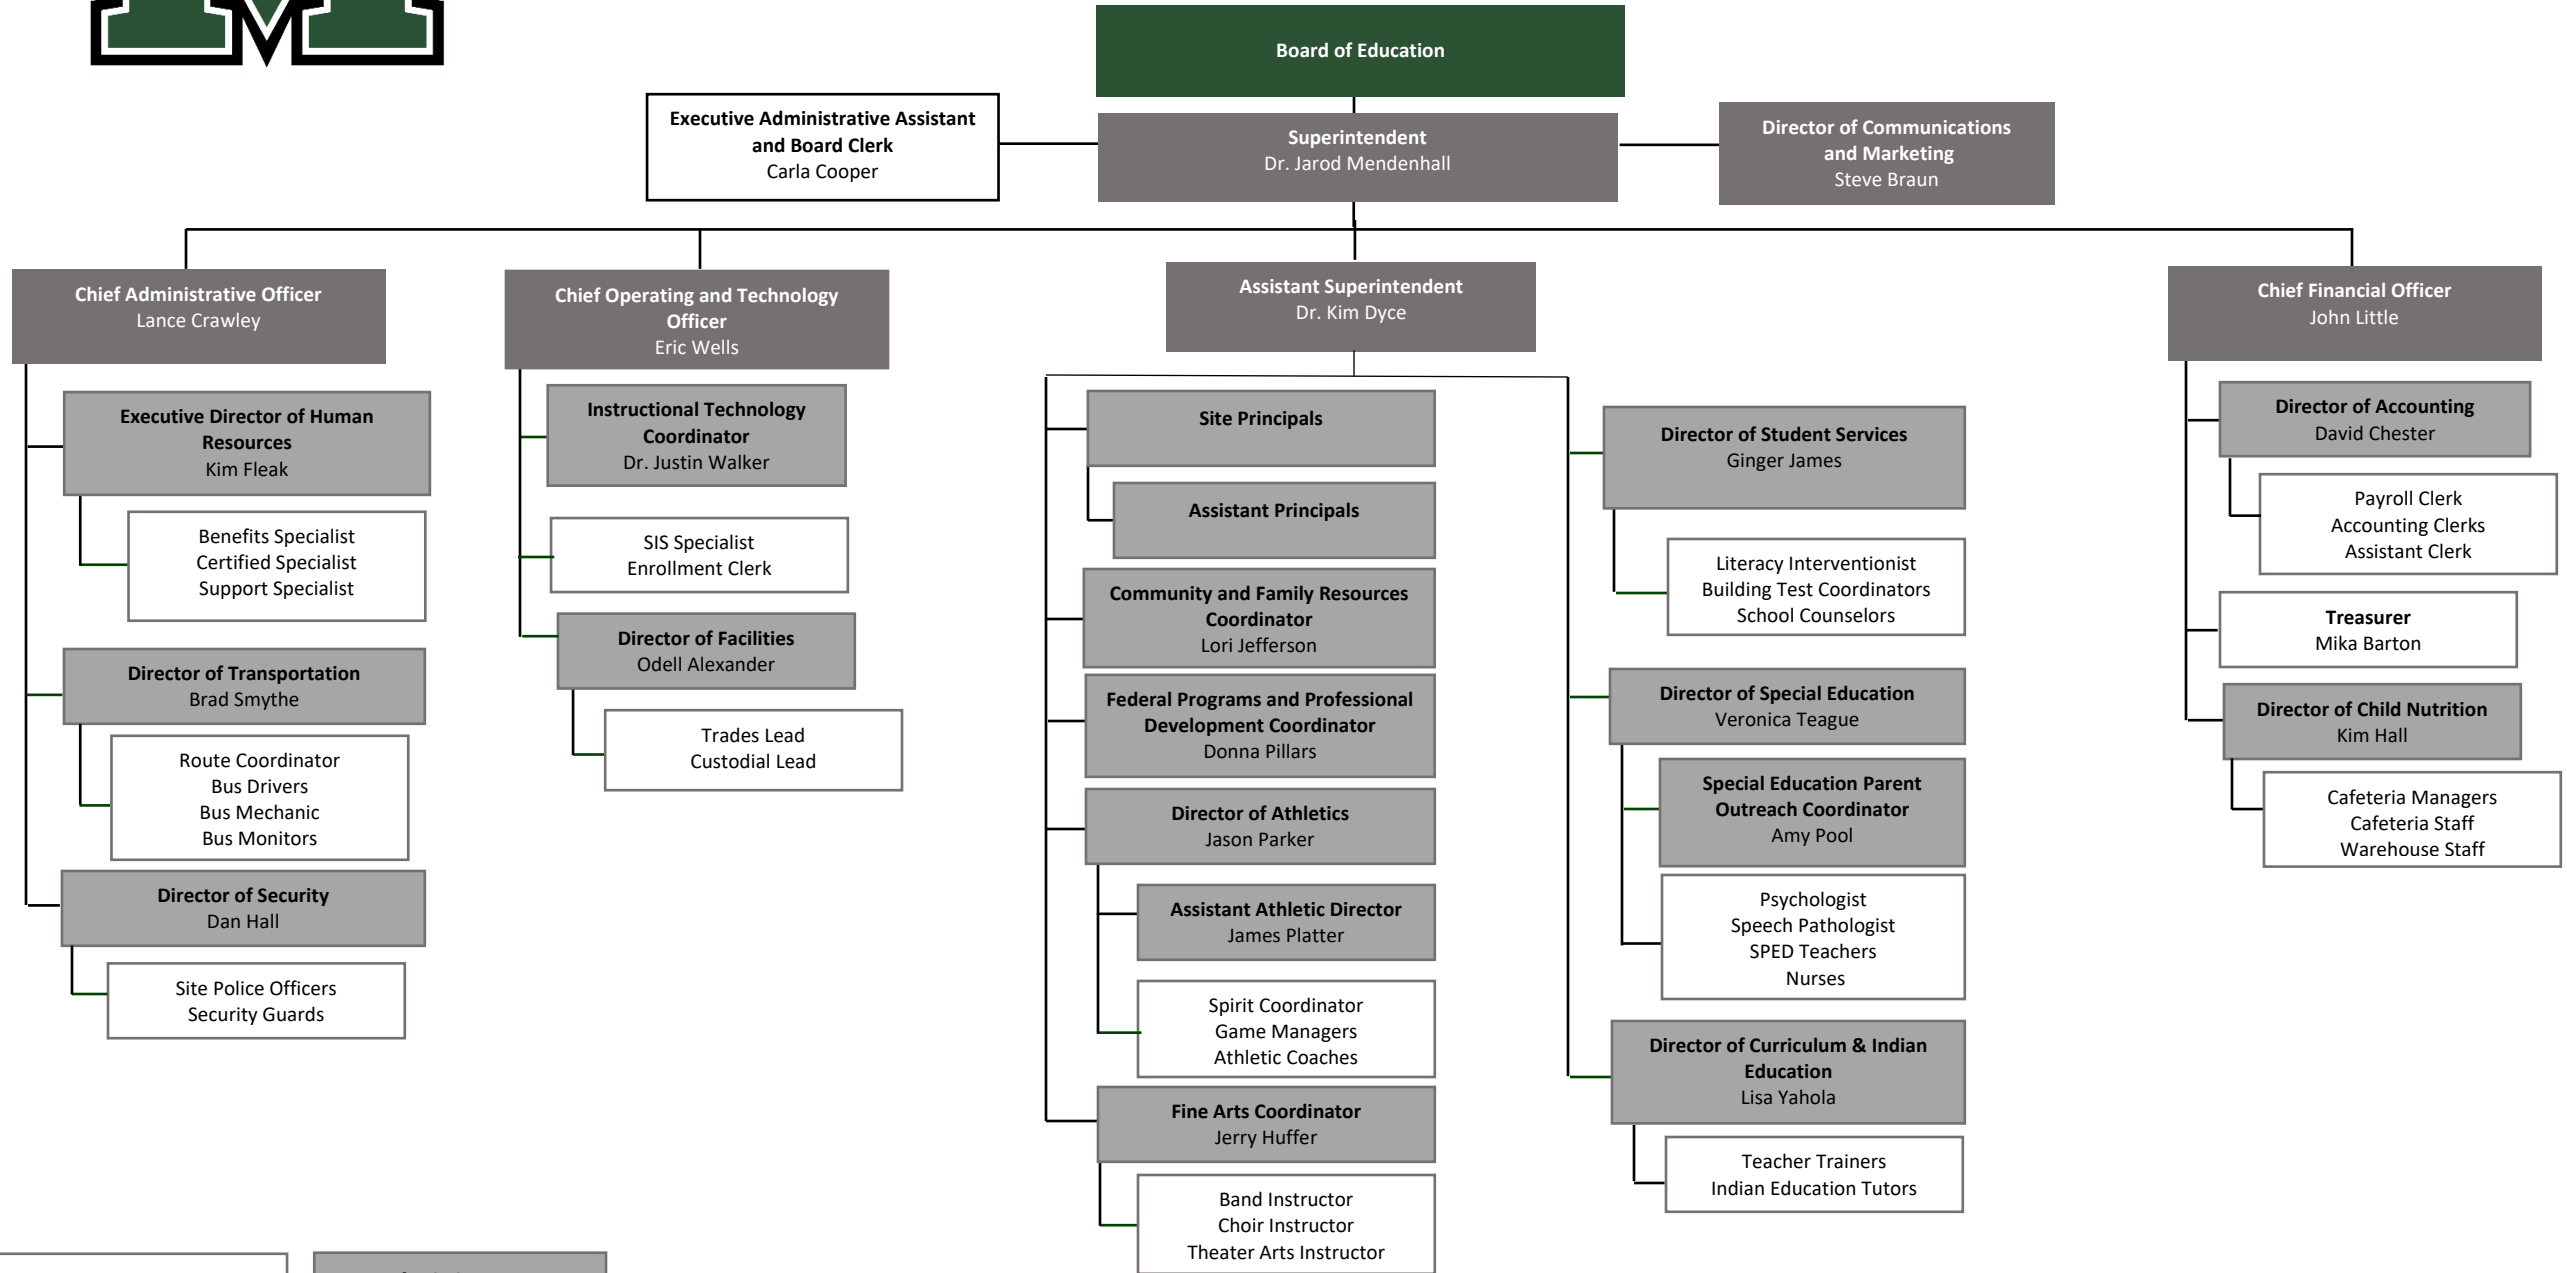 Board of Education
Executive Administrative Assistant
and Board Clerk
Carla Cooper
Superintendent
Dr. Jarod Mendenhall
Director of Communications
and Marketing
Steve Braun
Chief Administrative Officer
Lance Crawley
Executive Director of Human
Resources
Kim Fleak
Benefits Specialist
Certified Specialist
Support Specialist
Director of Transportation
Brad Smythe
Route Coordinator
Bus Drivers
Bus Mechanic
Bus Monitors
Director of Security
Dan Hall
Site Police Officers
Security Guards
Chief Operating and Technology
Officer
Eric Wells
Instructional Technology
Coordinator
Dr. Justin Walker
SIS Specialist
Enrollment Clerk
Director of Facilities
Odell Alexander
Trades Lead
Custodial Lead
Assistant Superintendent
Dr. Kim Dyce
Site Principals
Assistant Principals
Community and Family Resources
Coordinator
Lori Jefferson
Federal Programs and Professional
Development Coordinator
Donna Pillars
Director of Athletics
Jason Parker
Assistant Athletic Director
James Platter
Spirit Coordinator
Game Managers
Athletic Coaches
Fine Arts Coordinator
Jerry Huffer
Band Instructor
Choir Instructor
Theater Arts Instructor
Director of Student Services
Ginger James
Literacy Interventionist
Building Test Coordinators
School Counselors
Director of Special Education
Veronica Teague
Special Education Parent
Outreach Coordinator
Amy Pool
Psychologist
Speech Pathologist
SPED Teachers
Nurses
Director of Curriculum & Indian
Education
Lisa Yahola
Teacher Trainers
Indian Education Tutors
Chief Financial Officer
John Little
Director of Accounting
David Chester
Payroll Clerk
Accounting Clerks
Assistant Clerk
Treasurer
Mika Barton
Director of Child Nutrition
Kim Hall
Cafeteria Managers
Cafeteria Staff
Warehouse Staff